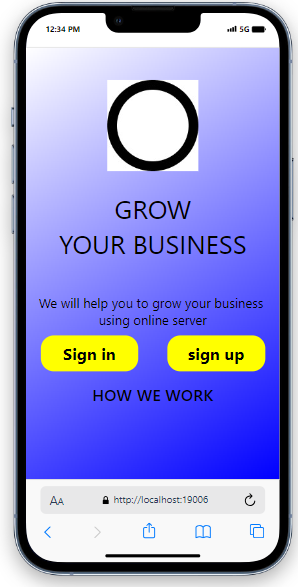 12:34 PM 5G
GROW
YOUR BUSINESS
We will help you to grow your business
using online server
Sign in sign up
HOW WE WORK
AA http://localhost:19006